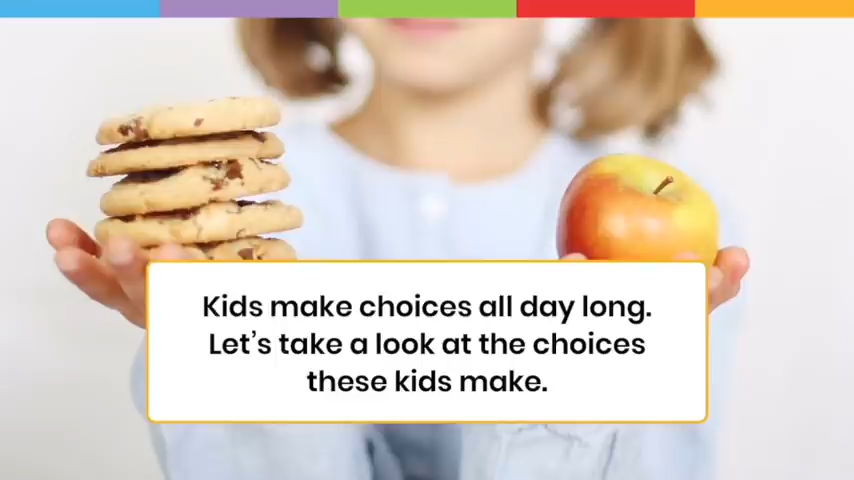 Kids make choices all day long.
Let's take a look at the choices
these kids make.